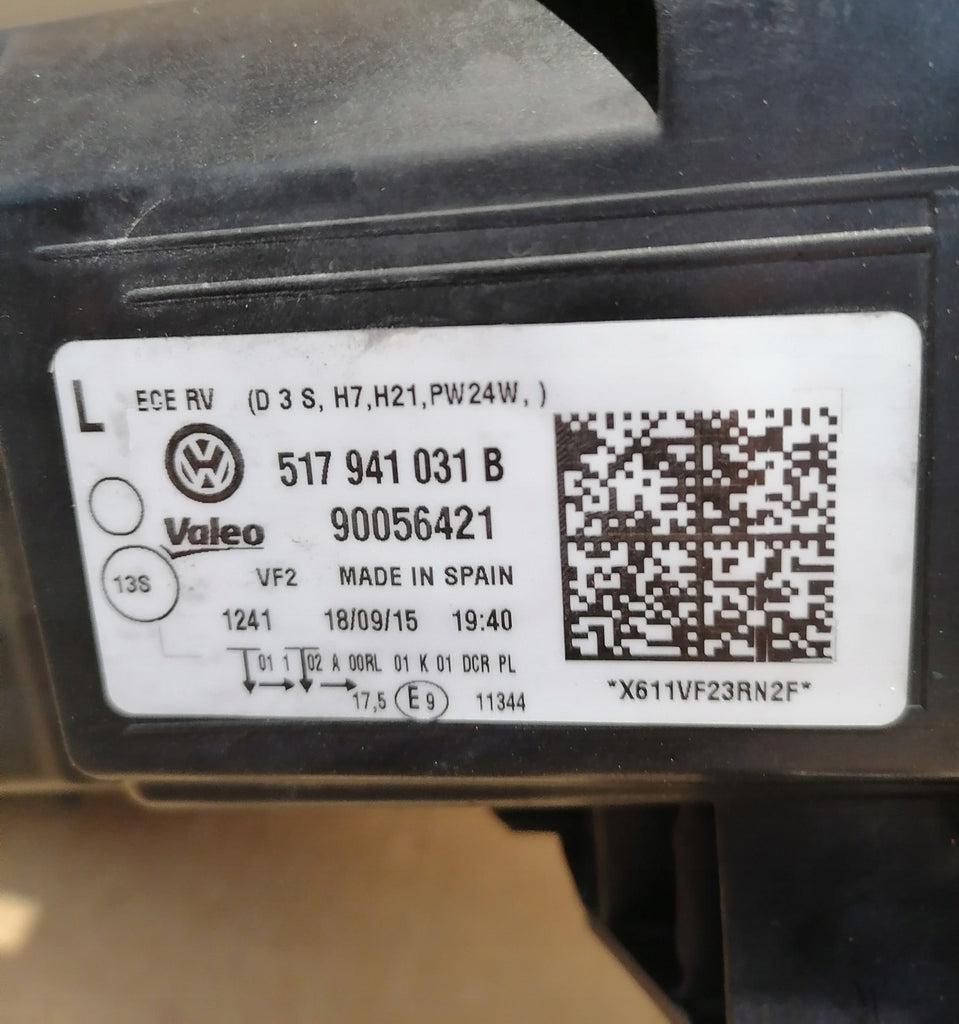 L
ECE RV (D 3 S, H7,H21,PW24W, )
517 941 031 B
Valeo 90056421
13S
VF2 MADE IN SPAIN
1241 18/09/15 19:40
01 1 02 A 00RL 01 K 01 DCR PL
17,5 E9 11344
*X611VF23RN2F*